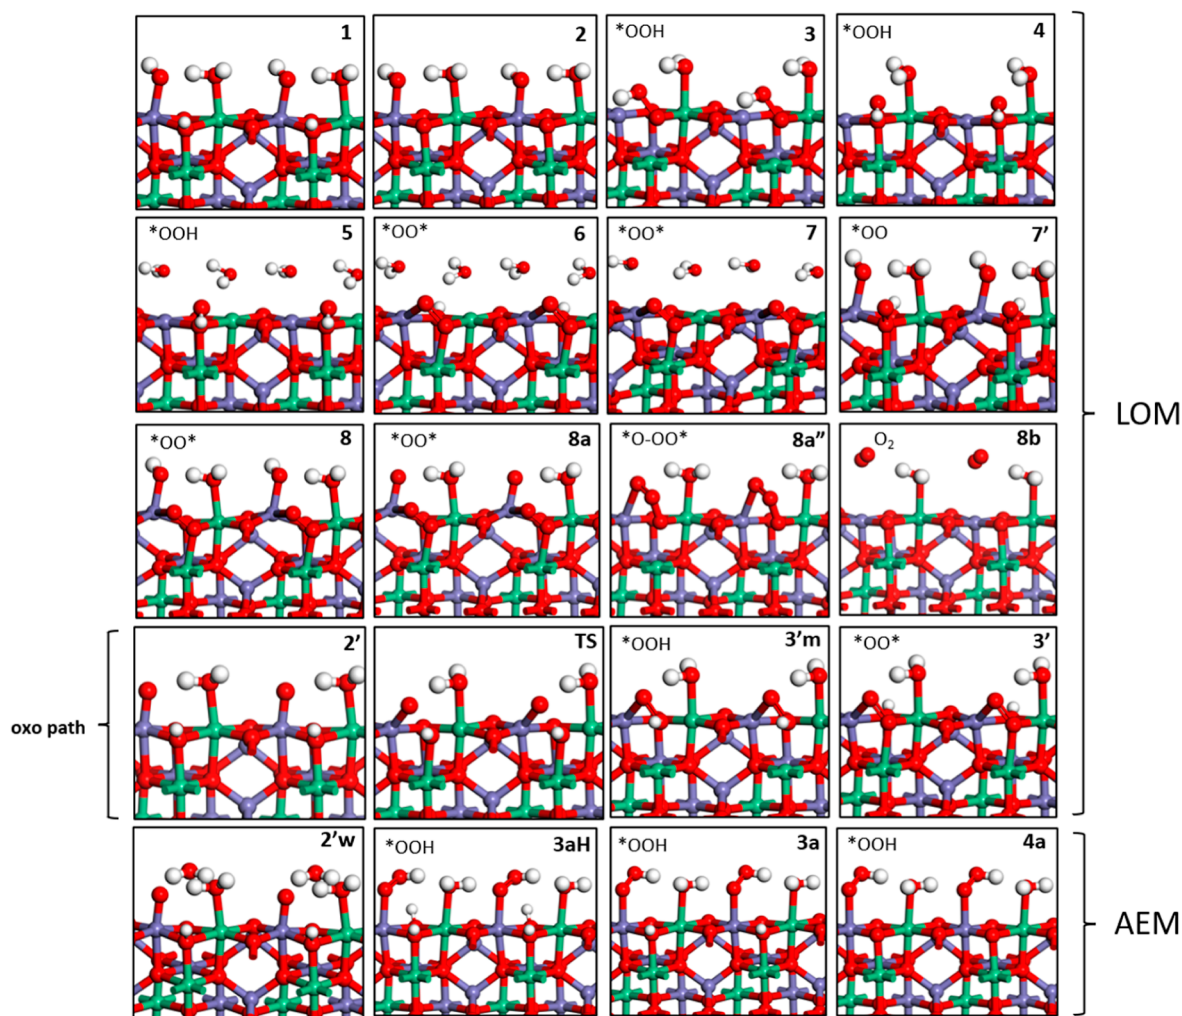 1
2
*OOH 3
*OOH 4
*OOH 5
*OO* 6
*OO* 7
*OO 7’
LOM
*OO* 8
*OO* 8a
*O-OO* 8a”
O₂ 8b
oxo path
2’
TS
*OOH 3’m
*OO* 3’
2’w
*OOH 3aH
*OOH 3a
*OOH 4a
AEM